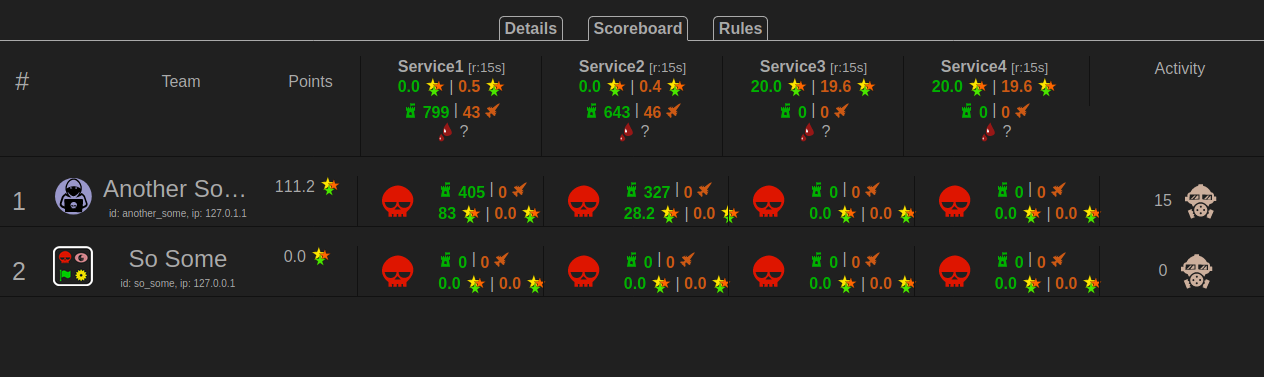 Details Scoreboard Rules
# Team Points Service1 [r:15s] Service2 [r:15s] Service3 [r:15s] Service4 [r:15s] Activity
0.0 | 0.5 0.0 | 0.4 20.0 | 19.6 20.0 | 19.6
799 | 43 643 | 46 0 | 0 0 | 0
? ? ? ?
1 Another So... 111.2 405 | 0 327 | 0 0 | 0 0 | 0 15
id: another_some, ip: 127.0.1.1 83 | 0.0 28.2 | 0.0 0.0 | 0.0 0.0 | 0.0
2 So Some 0.0 0 | 0 0 | 0 0 | 0 0 | 0 0
id: so_some, ip: 127.0.0.1 0.0 | 0.0 0.0 | 0.0 0.0 | 0.0 0.0 | 0.0